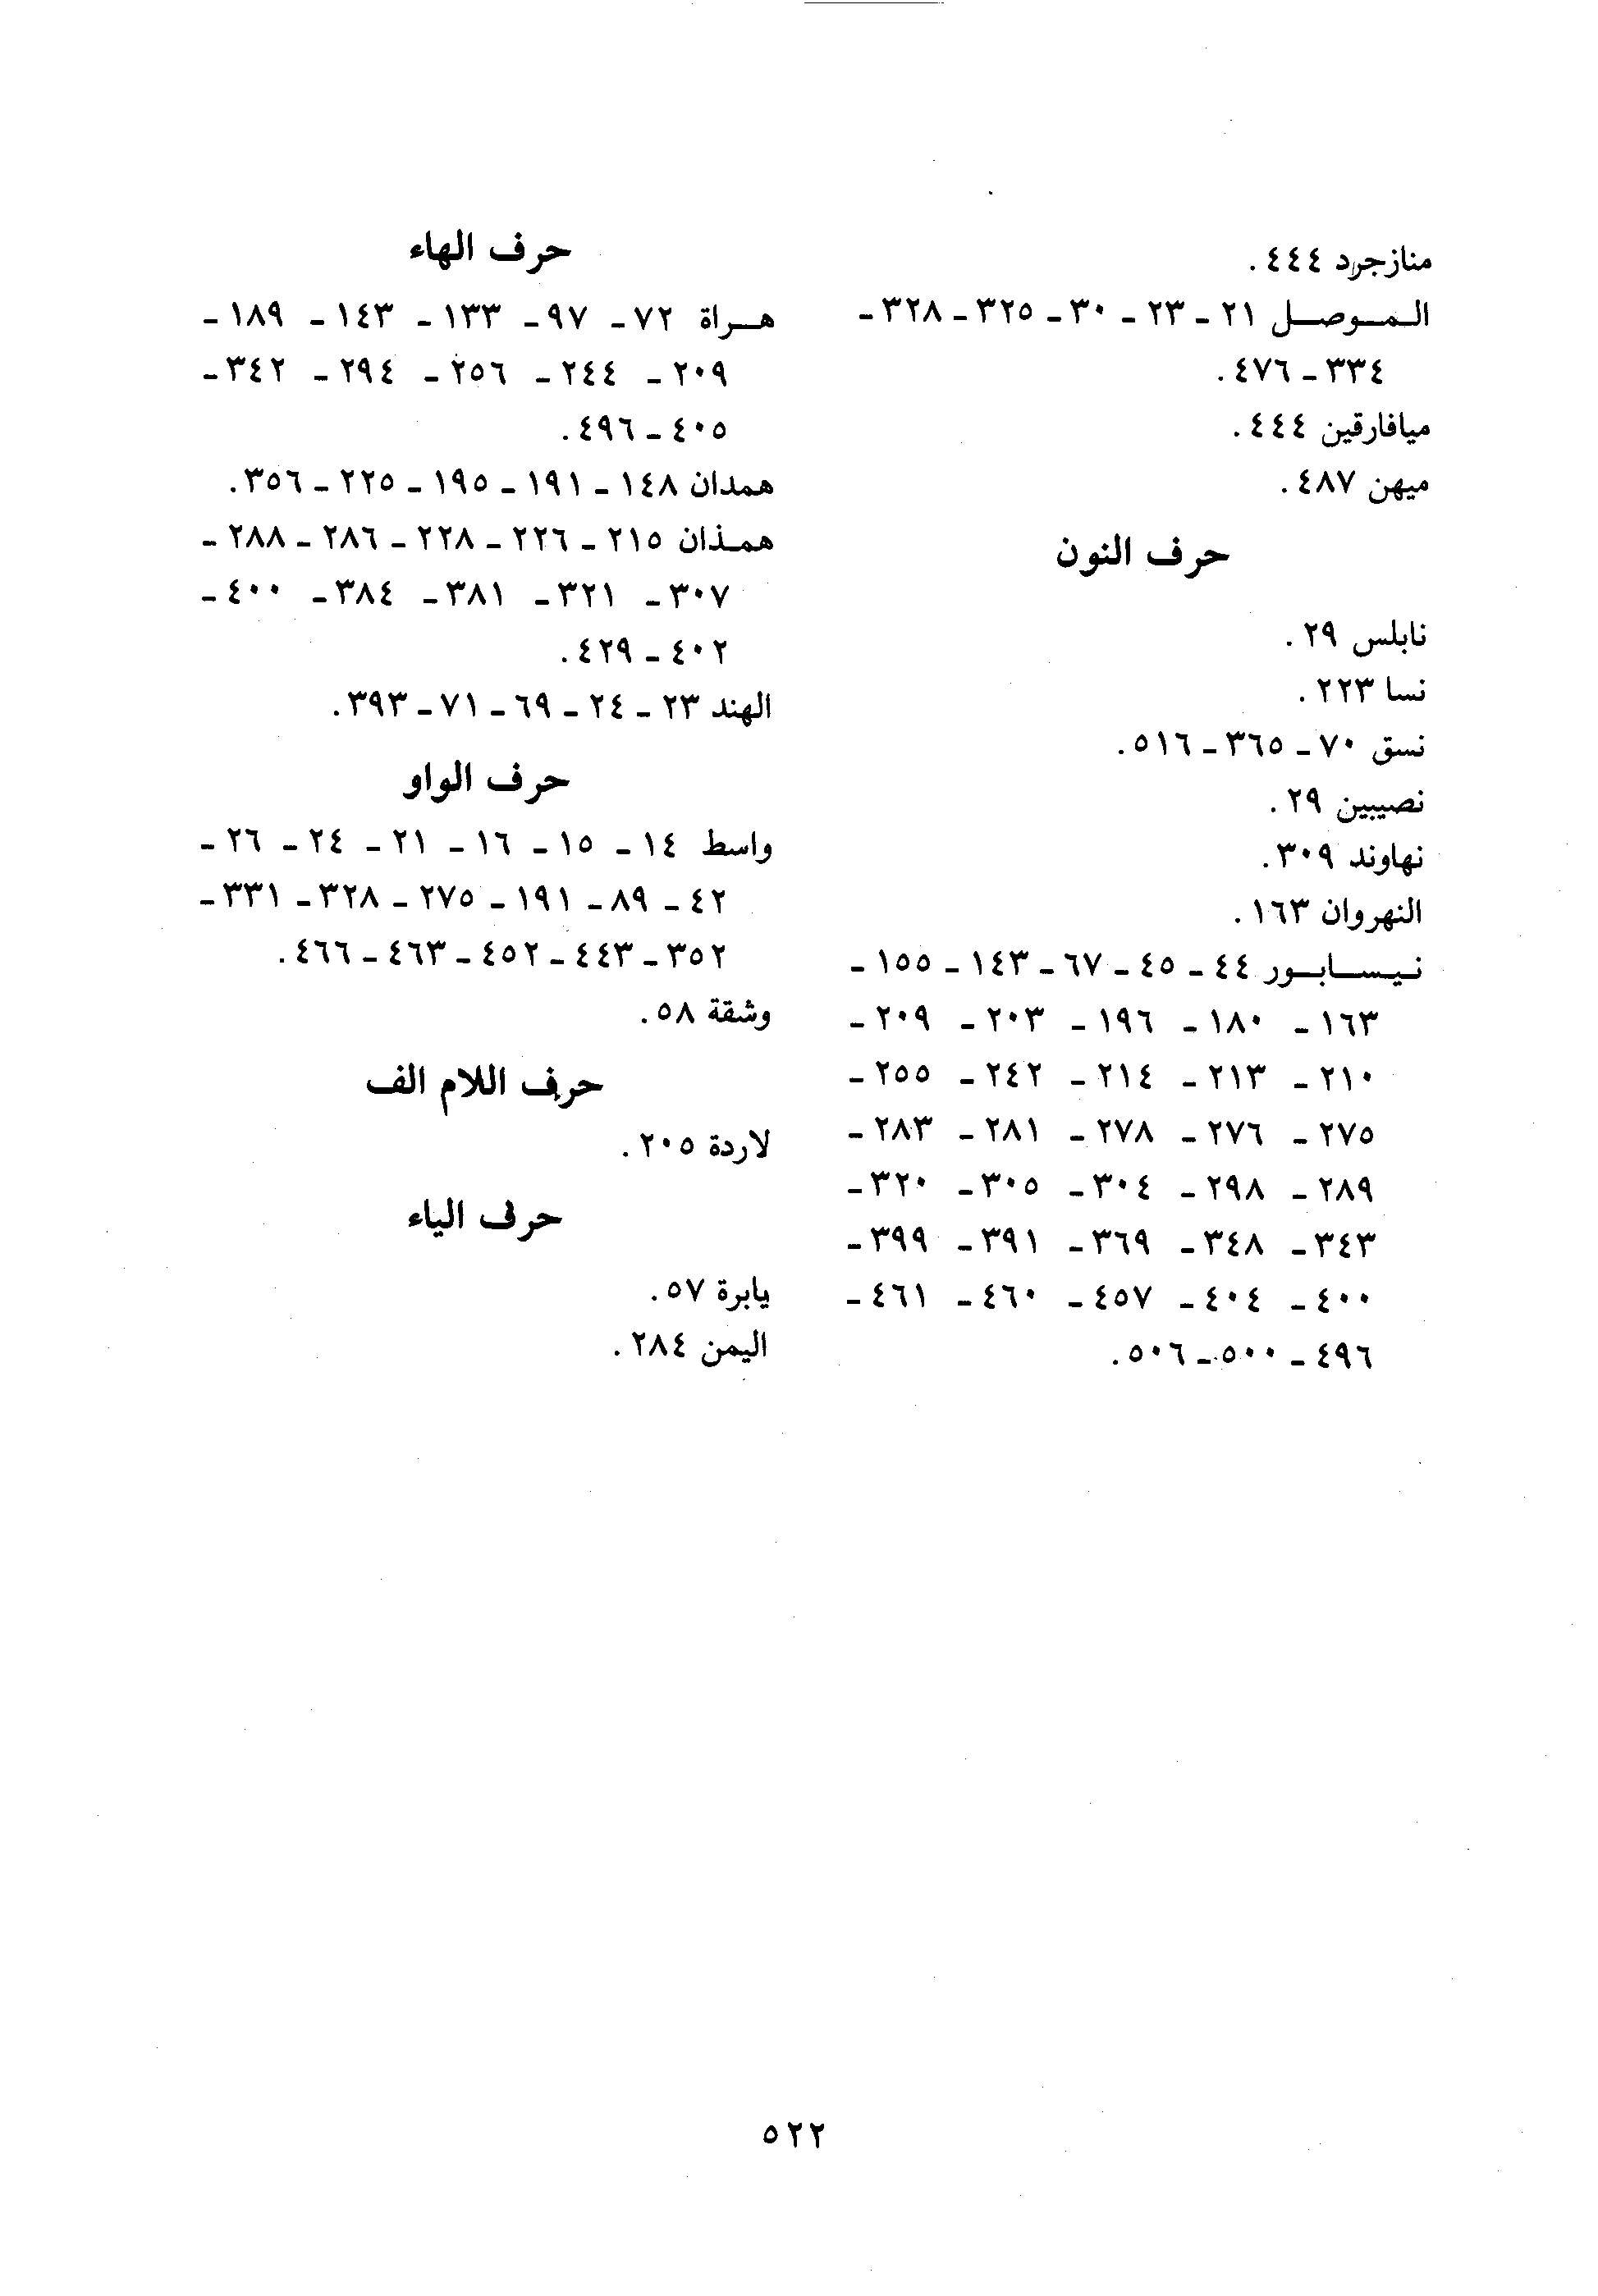 منازجرد ٤٤٤.
الموصل ٢١ - ٢٣ - ٣٠ - ٣٢٥ - ٣٢٨ -
٣٣٤ - ٤٧٦.
ميافارقين ٤٤٤.
ميهن ٤٨٧.
حرف النون
نابلس ٢٩.
نسا ٢٢٣.
نسق ٧٠ - ٣٦٥ - ٥١٦.
نصيبين ٢٩.
نهاوند ٣٠٩.
النهروان ١٦٣.
نيسابور ٤٤ - ٤٥ - ٦٧ - ١٤٣ - ١٥٥ -
١٦٣ - ١٨٠ - ١٩٦ - ٢٠٣ - ٢٠٩ -
٢١٠ - ٢١٣ - ٢١٤ - ٢٤٢ - ٢٥٥ -
٢٧٥ - ٢٧٦ - ٢٧٨ - ٢٨١ - ٢٨٣ -
٢٨٩ - ٢٩٨ - ٣٠٤ - ٣٠٥ - ٣٢٠ -
٣٤٣ - ٣٤٨ - ٣٦٩ - ٣٩١ - ٣٩٩ -
٤٠٠ - ٤٠٤ - ٤٥٧ - ٤٦٠ - ٤٦١ -
٤٩٦ - ٥٠٠ - ٥٠٦.
حرف الهاء
هراة ٧٢ - ٩٧ - ١٣٣ - ١٤٣ - ١٨٩ -
٢٠٩ - ٢٤٤ - ٢٥٦ - ٢٩٤ - ٣٤٢ -
٤٠٥ - ٤٩٦.
همدان ١٤٨ - ١٩١ - ١٩٥ - ٢٢٥ - ٣٥٦.
همذان ٢١٥ - ٢٢٦ - ٢٢٨ - ٢٨٦ - ٢٨٨ -
٣٠٧ - ٣٢١ - ٣٨١ - ٣٨٤ - ٤٠٠ -
٤٠٢ - ٤٢٩.
الهند ٢٣ - ٢٤ - ٦٩ - ٧١ - ٣٩٣.
حرف الواو
واسط ١٤ - ١٥ - ١٦ - ٢١ - ٢٤ - ٢٦ -
٤٢ - ٨٩ - ١٩١ - ٢٧٥ - ٣٢٨ - ٣٣١ -
٣٥٢ - ٤٤٣ - ٤٥٢ - ٤٦٣ - ٤٦٦.
وشقة ٥٨.
حرف اللام الف
لاردة ٢٠٥.
حرف الياء
يابرة ٥٧.
اليمن ٢٨٤.
٥٢٢